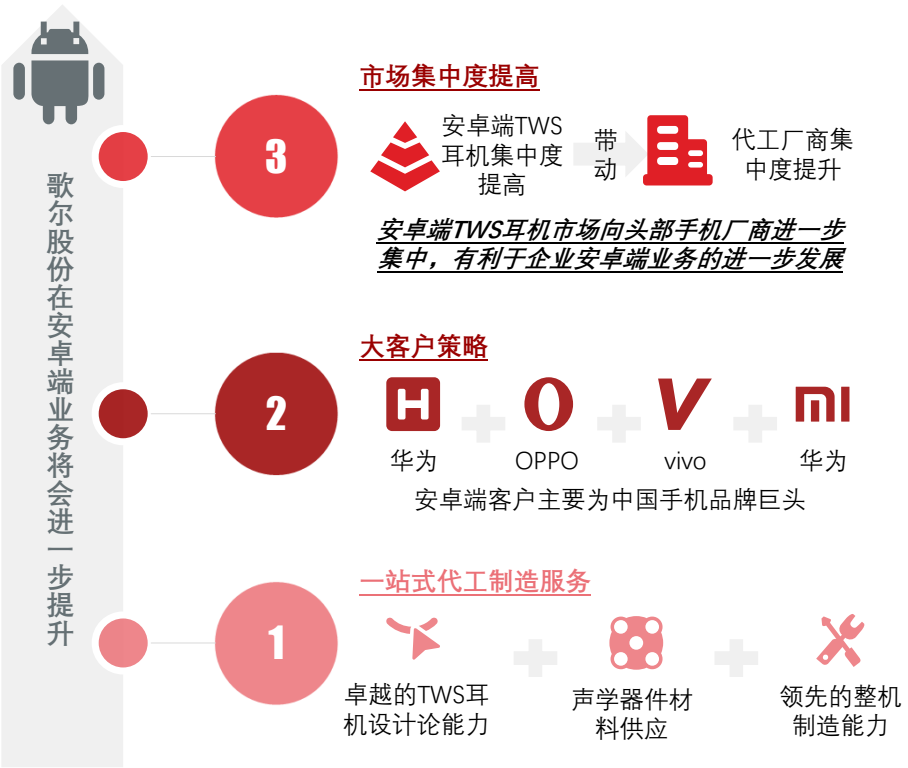 歌尔股份在安卓端业务将会进一步提升
3
市场集中度提高
安卓端TWS
耳机集中度
提高
带
动
代工厂商集
中度提升
安卓端TWS耳机市场向头部手机厂商进一步
集中，有利于企业安卓端业务的进一步发展
2
大客户策略
H
华为
OPPO
V
vivo
mi
华为
安卓端客户主要为中国手机品牌巨头
1
一站式代工制造服务
卓越的TWS耳
机设计论能力
声学器件材
料供应
领先的整机
制造能力